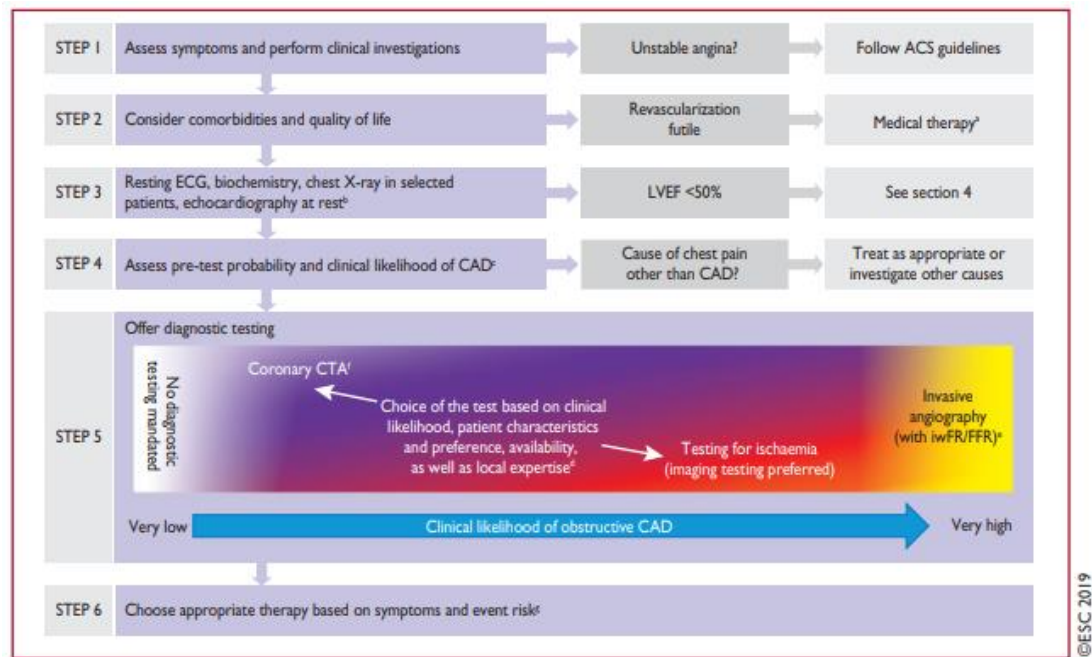 STEP 1
Assess symptoms and perform clinical investigations
Unstable angina?
Follow ACS guidelines
STEP 2
Consider comorbidities and quality of life
Revascularization
futile
Medical therapyᵃ
STEP 3
Resting ECG, biochemistry, chest X-ray in selected
patients, echocardiography at restᵇ
LVEF <50%
See section 4
STEP 4
Assess pre-test probability and clinical likelihood of CADᶜ
Cause of chest pain
other than CAD?
Treat as appropriate or
investigate other causes
STEP 5
Offer diagnostic testing
No diagnostic
testing mandated
Coronary CTAᶠ
Choice of the test based on clinical
likelihood, patient characteristics
and preference, availability,
as well as local expertiseᵈ
Testing for ischaemia
(imaging testing preferred)
Invasive
angiography
(with iwFR/FFR)ᵉ
Very low
Clinical likelihood of obstructive CAD
Very high
STEP 6
Choose appropriate therapy based on symptoms and event riskᵍ
©ESC 2019